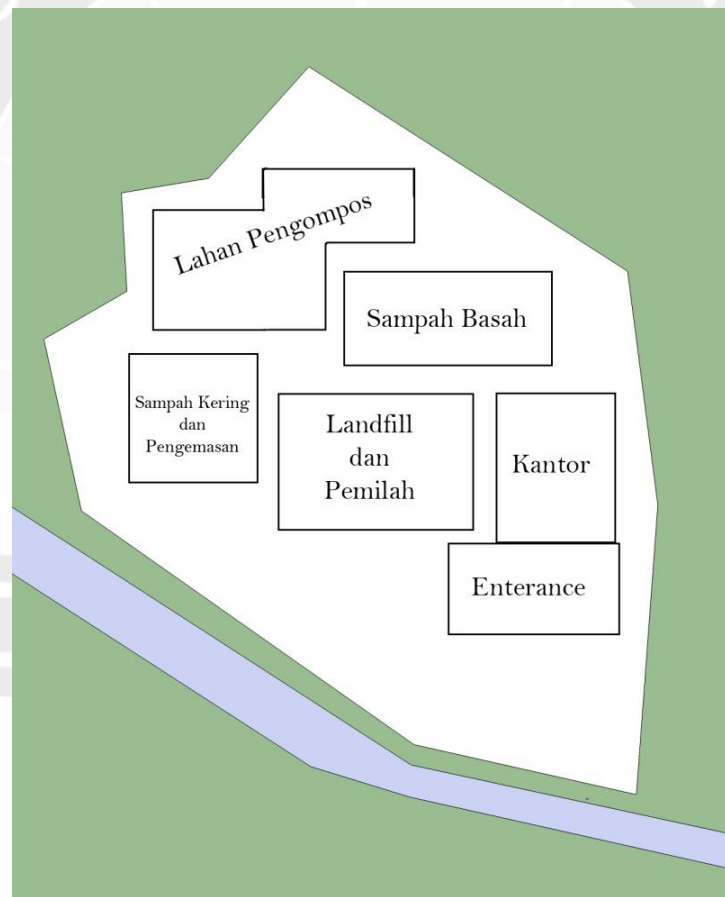 Lahan Pengompos
Sampah Basah
Sampah Kering
dan
Pengemasan
Landfill
dan
Pemilah
Kantor
Enterance